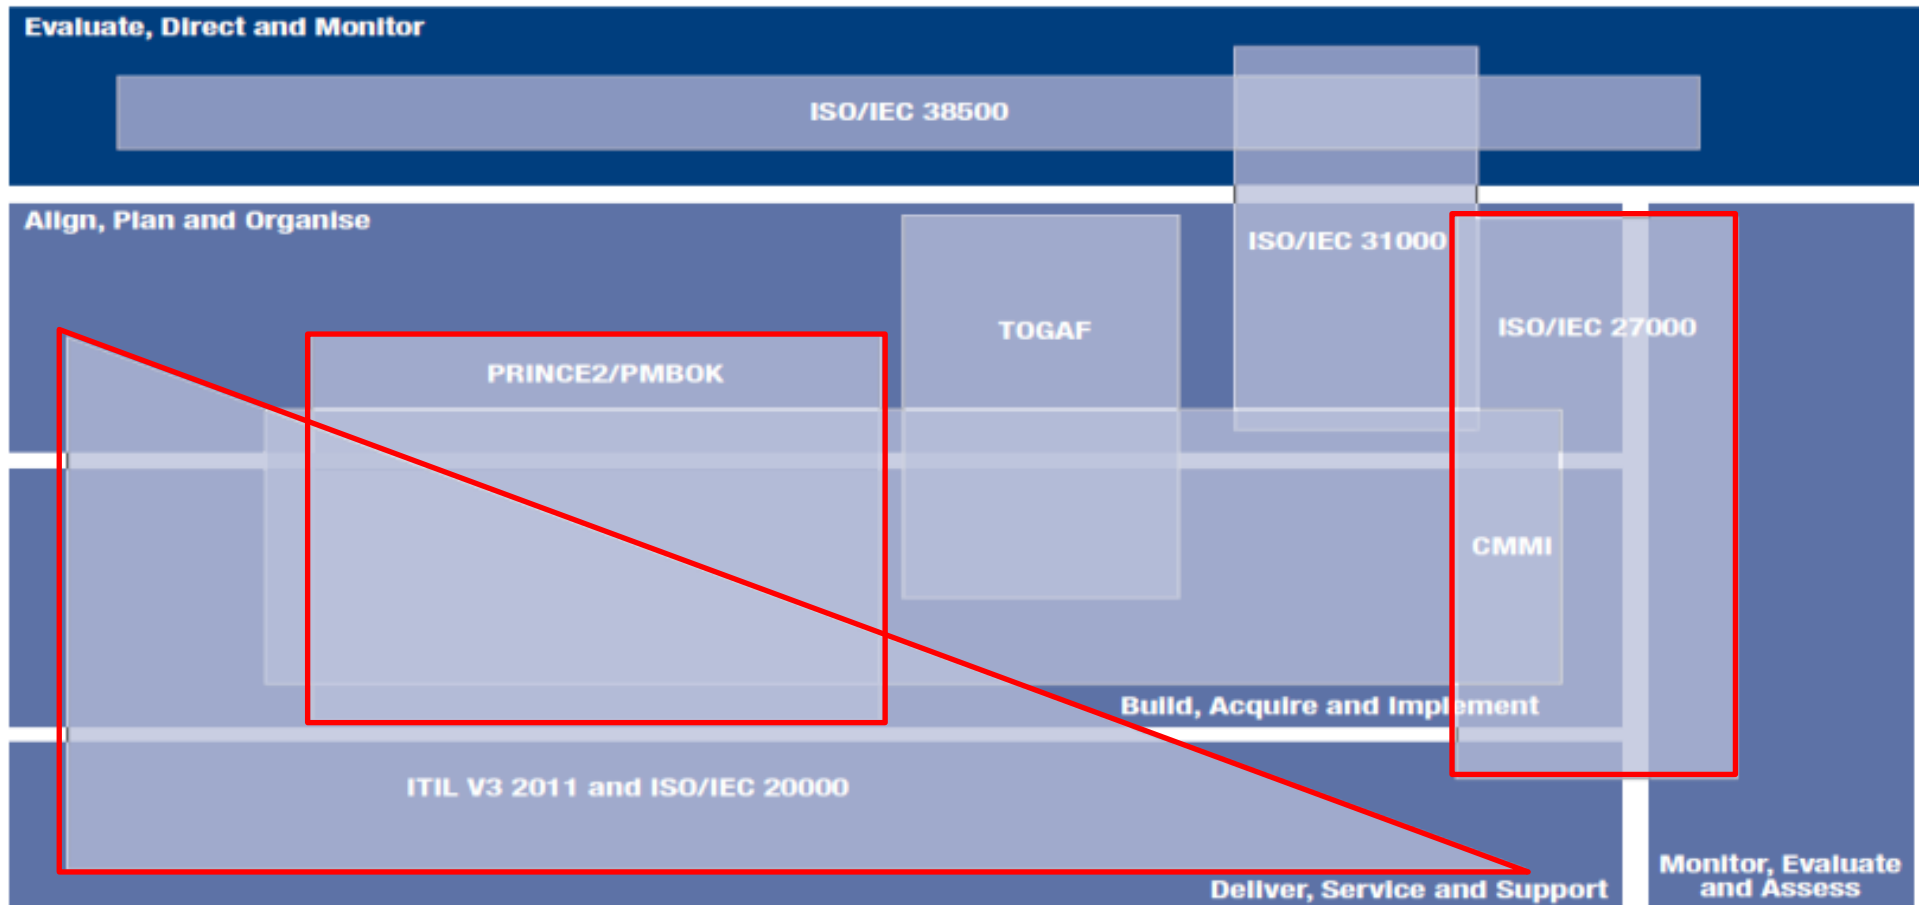 Evaluate, Direct and Monitor
ISO/IEC 38500
Align, Plan and Organise
ISO/IEC 31000
ISO/IEC 27000
TOGAF
PRINCE2/PMBOK
CMMI
Build, Acquire and Implement
ITIL V3 2011 and ISO/IEC 20000
Deliver, Service and Support
Monitor, Evaluate
and Assess